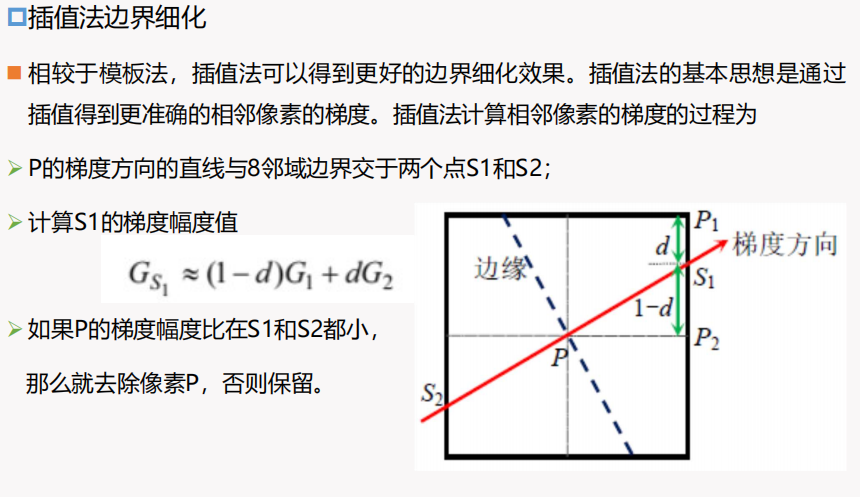 插值法边界细化
相较于模板法，插值法可以得到更好的边界细化效果。插值法的基本思想是通过
插值得到更准确的相邻像素的梯度。插值法计算相邻像素的梯度的过程为
P的梯度方向的直线与8邻域边界交于两个点S1和S2；
计算S1的梯度幅度值
G_{S_1} ≈ (1−d)G_1 + dG_2
如果P的梯度幅度比在S1和S2都小，
那么就去除像素P，否则保留。
P_1
d
梯度方向
边缘
S_1
1-d
P_2
P
S_2